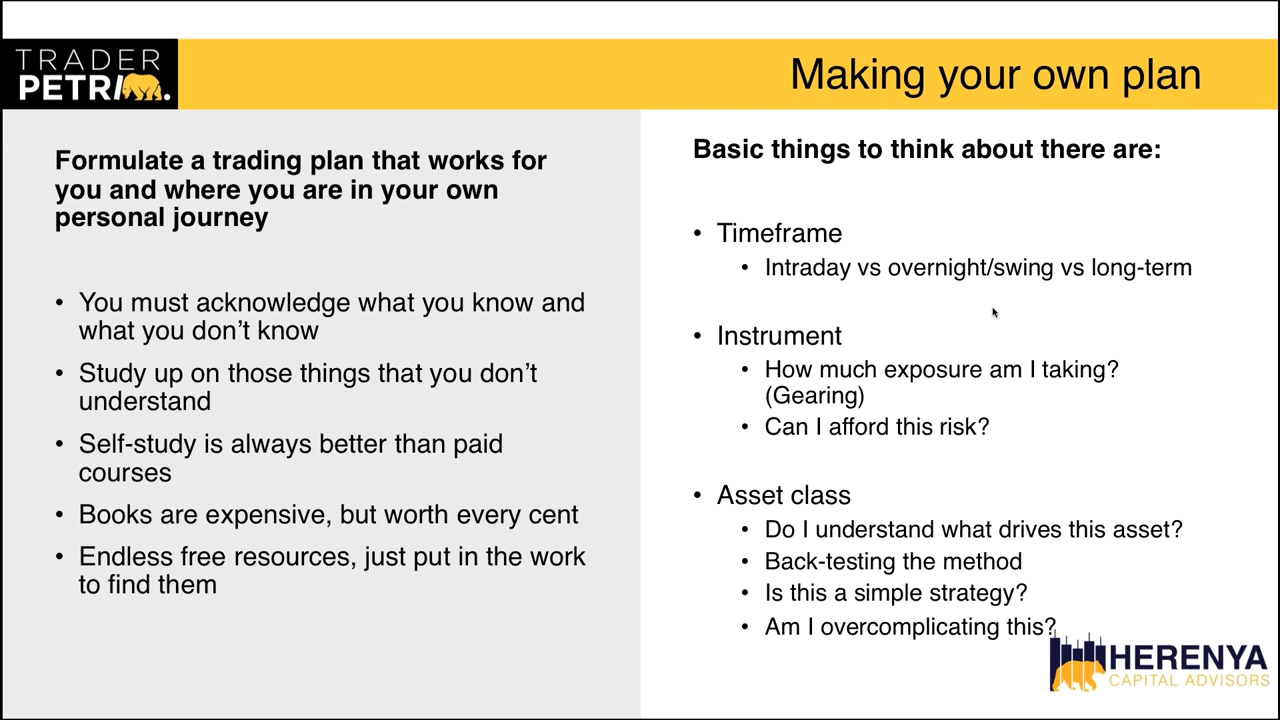 TRADER
PETRI.
Making your own plan
Formulate a trading plan that works for
you and where you are in your own
personal journey
• You must acknowledge what you know and
what you don’t know
• Study up on those things that you don’t
understand
• Self-study is always better than paid
courses
• Books are expensive, but worth every cent
• Endless free resources, just put in the work
to find them
Basic things to think about there are:
• Timeframe
• Intraday vs overnight/swing vs long-term
• Instrument
• How much exposure am I taking?
(Gearing)
• Can I afford this risk?
• Asset class
• Do I understand what drives this asset?
• Back-testing the method
• Is this a simple strategy?
• Am I overcomplicating this?
HERENYA
CAPITAL ADVISORS